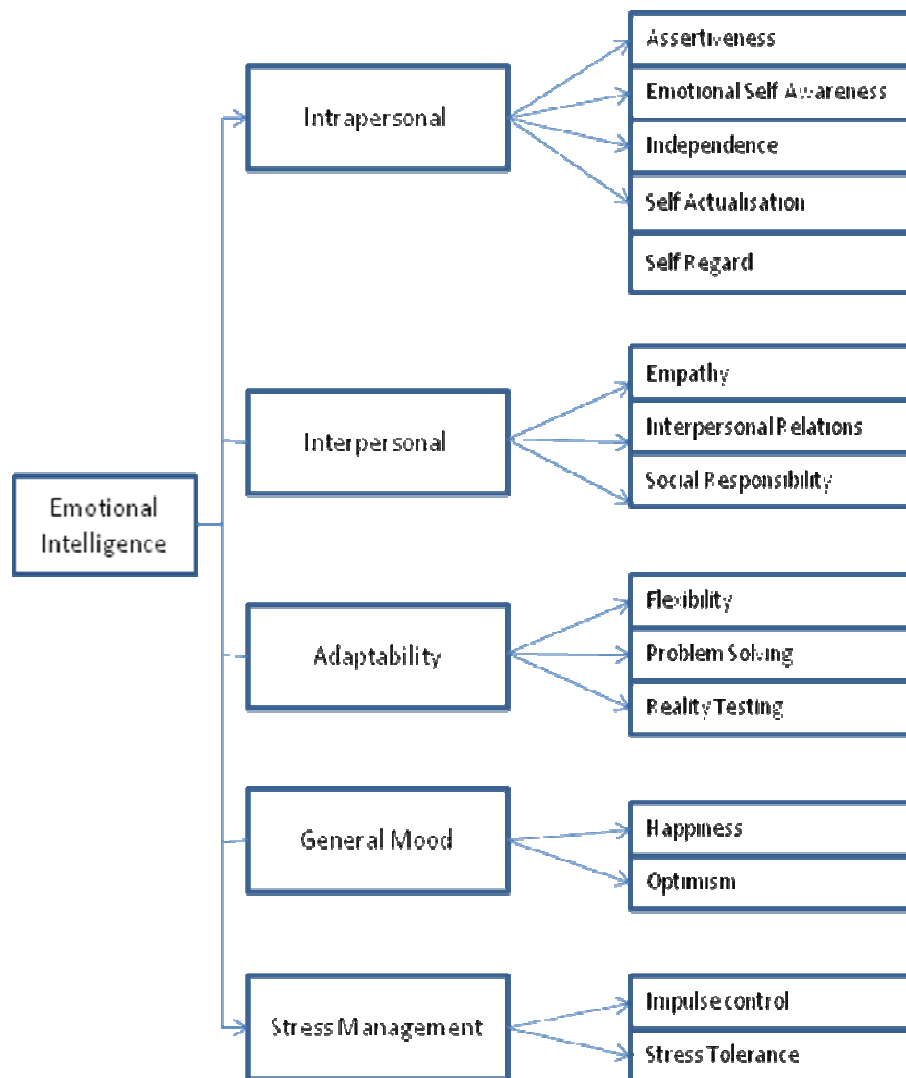 Emotional
Intelligence
Intrapersonal
Assertiveness
Emotional Self Awareness
Independence
Self Actualisation
Self Regard
Interpersonal
Empathy
Interpersonal Relations
Social Responsibility
Adaptability
Flexibility
Problem Solving
Reality Testing
General Mood
Happiness
Optimism
Stress Management
Impulse control
Stress Tolerance